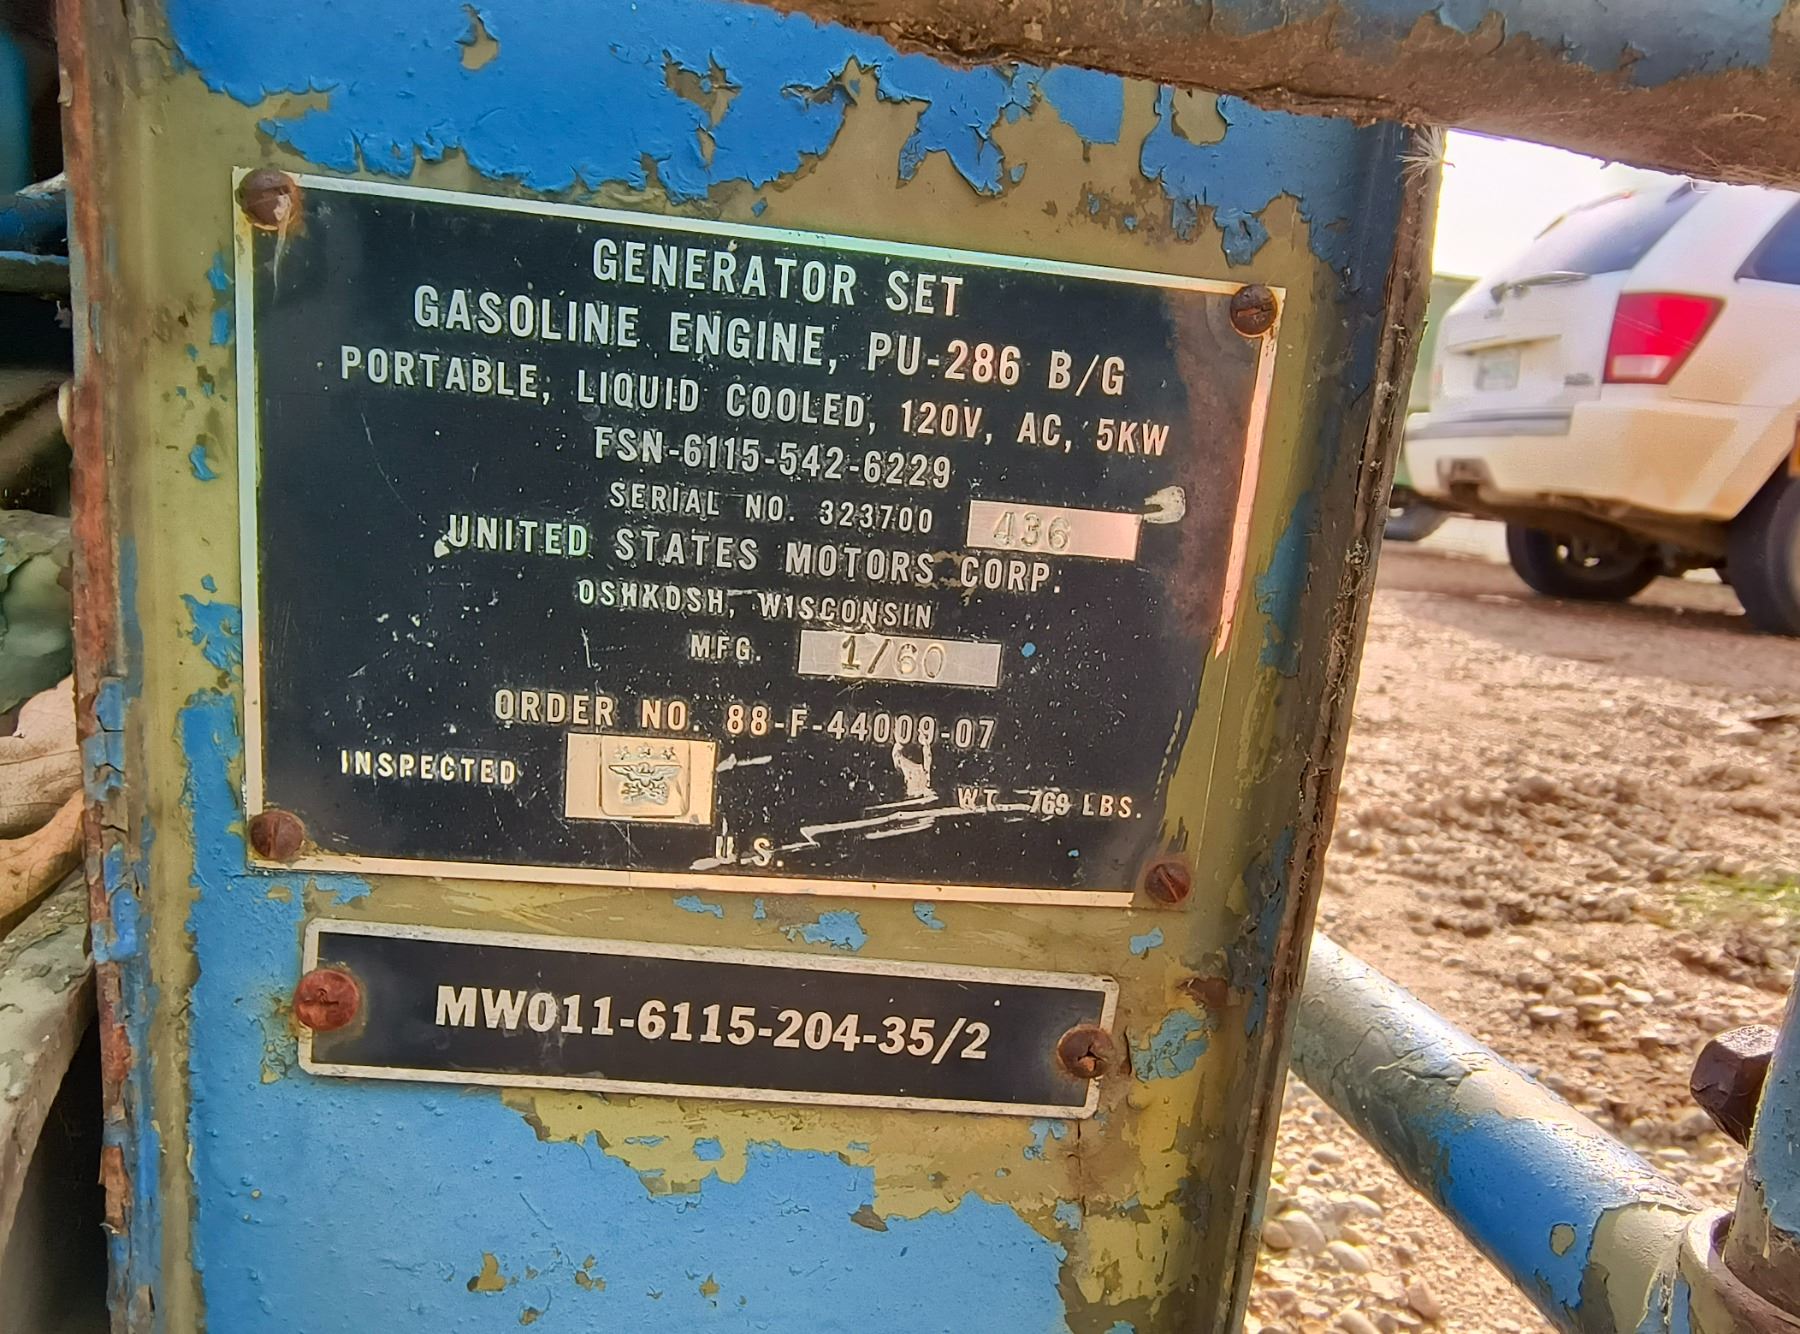 GENERATOR SET
GASOLINE ENGINE, PU-286 B/G
PORTABLE, LIQUID COOLED, 120V, AC, 5KW
FSN-6115-542-6229
SERIAL NO. 323700 436
UNITED STATES MOTORS CORP.
OSHKOSH, WISCONSIN
MFG. 1/60
ORDER NO. 88-F-44009-07
INSPECTED
WT. 769 LBS.
U.S.
MW011-6115-204-35/2